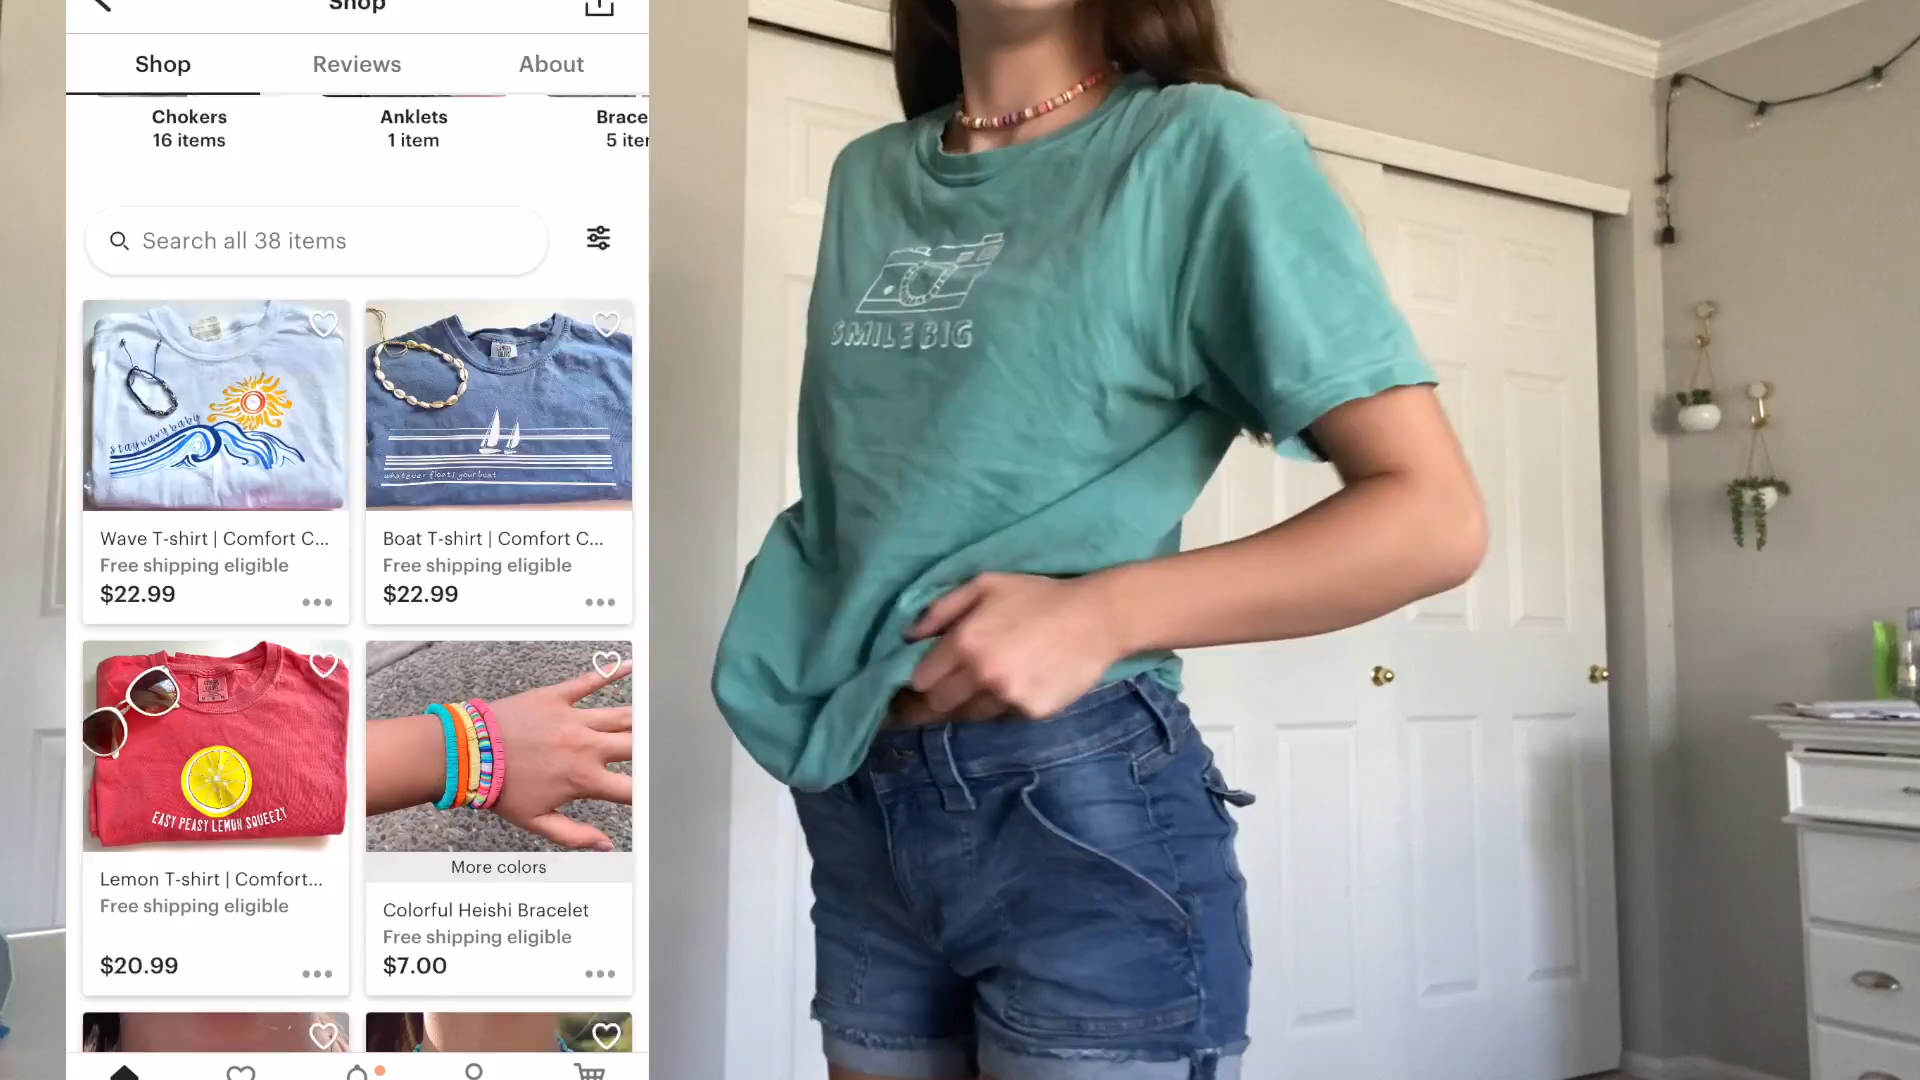 Shop
Shop
Reviews
About
Chokers
16 items
Anklets
1 item
Brace
5 iter
Search all 38 items
stay wavy baby
whatever floats your boat
Wave T-shirt | Comfort C...
Free shipping eligible
$22.99
Boat T-shirt | Comfort C...
Free shipping eligible
$22.99
EASY PEASY LEMON SQUEEZY
More colors
Lemon T-shirt | Comfort...
Free shipping eligible
$20.99
Colorful Heishi Bracelet
Free shipping eligible
$7.00
SMILE BIG